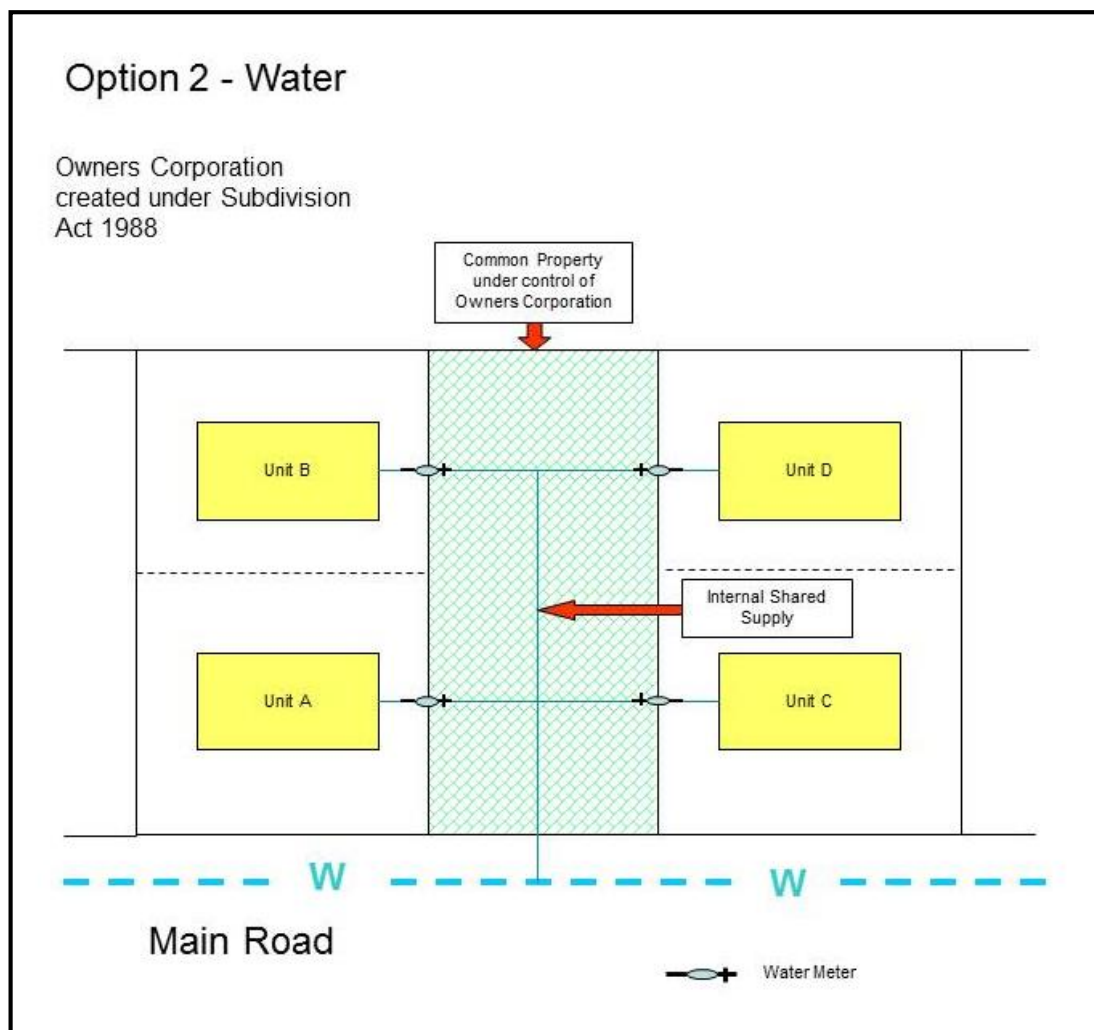 Option 2 - Water
Owners Corporation
created under Subdivision
Act 1988
Common Property
under control of
Owners Corporation
Unit B
Unit D
Internal Shared
Supply
Unit A
Unit C
W
W
Main Road
Water Meter